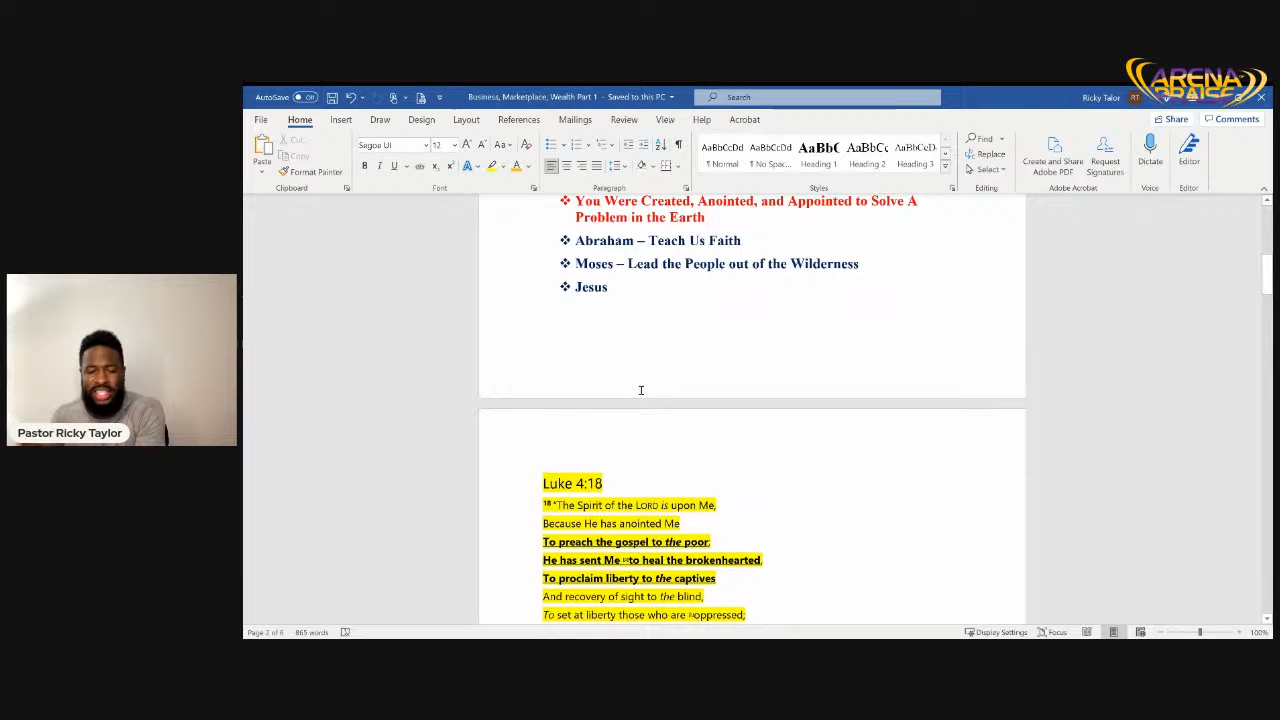 ARENA
PRAISE
AutoSave Off
Business, Marketplace, Wealth Part 1 - Saved to this PC
Search
Ricky Talor RT
File Home Insert Draw Design Layout References Mailings Review View Help Acrobat
Share Comments
Paste
Cut
Copy
Format Painter
Clipboard
Segoe UI 12
Font
Paragraph
AaBbCcDd AaBbCcDd AaBbC AaBbCc AaBbCcD
¶ Normal ¶ No Spac... Heading 1 Heading 2 Heading 3
Styles
Find
Replace
Select
Editing
Create and Share
Adobe PDF
Request
Signatures
Adobe Acrobat
Dictate
Voice
Editor
Editor
❖ You Were Created, Anointed, and Appointed to Solve A
Problem in the Earth
❖ Abraham – Teach Us Faith
❖ Moses – Lead the People out of the Wilderness
❖ Jesus
Luke 4:18
18 “The Spirit of the LORD is upon Me,
Because He has anointed Me
To preach the gospel to the poor;
He has sent Me to heal the brokenhearted,
To proclaim liberty to the captives
And recovery of sight to the blind,
To set at liberty those who are oppressed;
Pastor Ricky Taylor
Page 2 of 6 865 words
Display Settings Focus 100%